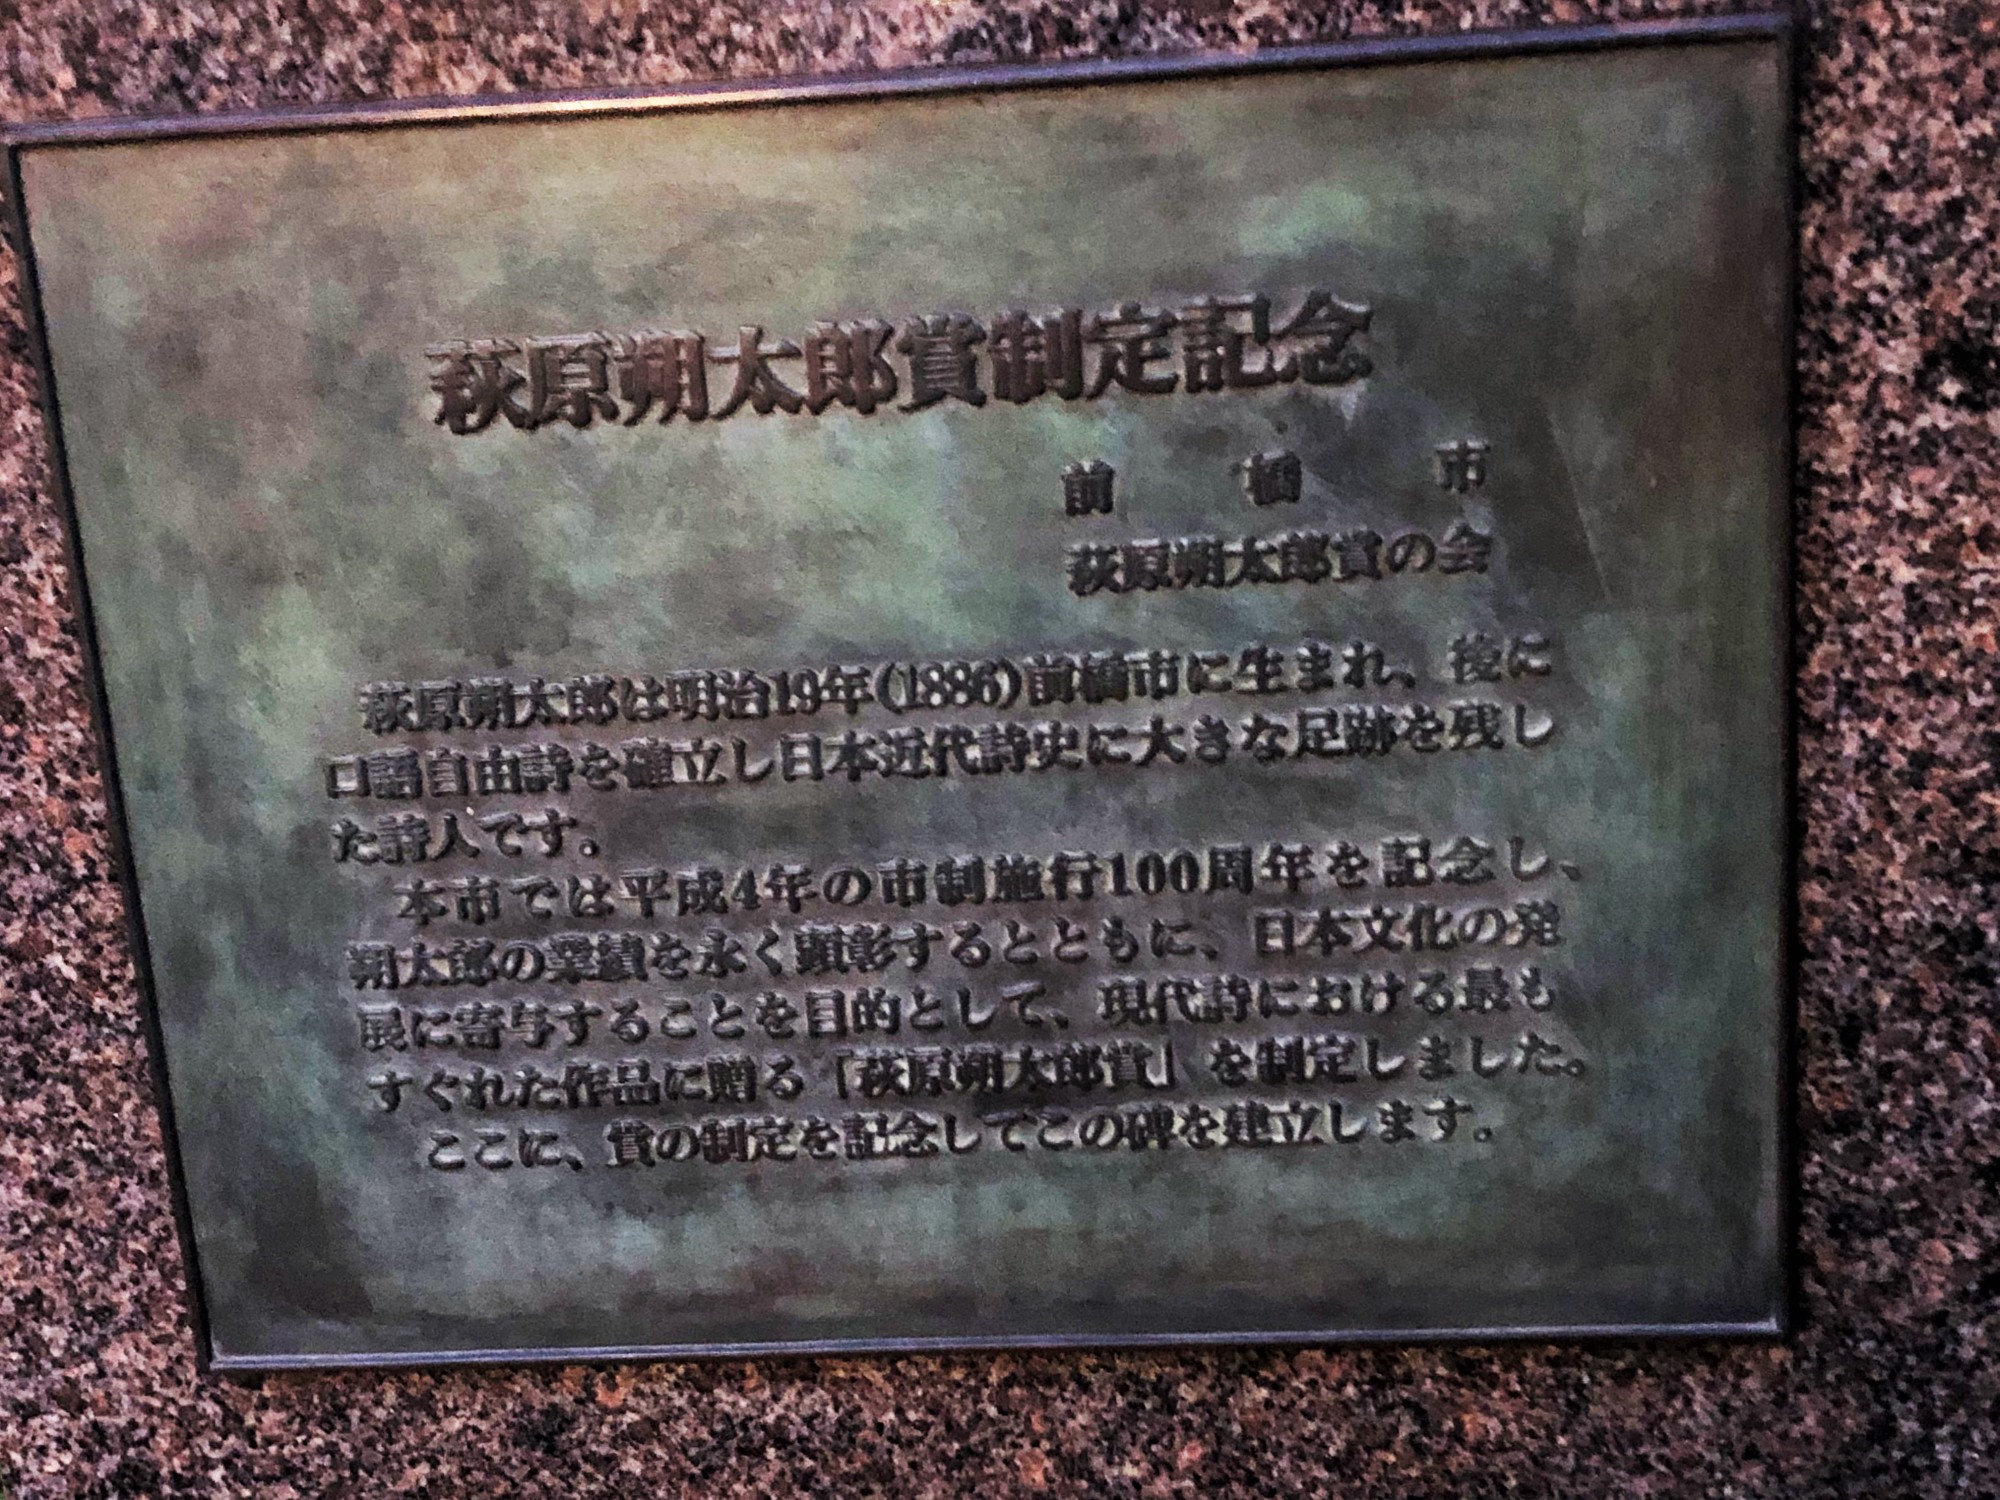 萩原朔太郎賞制定記念
前橋市
萩原朔太郎賞の会
萩原朔太郎は明治19年(1886)前橋市に生まれ、後に
口語自由詩を確立し日本近代詩史に大きな足跡を残し
た詩人です。
本市では平成4年の市制施行100周年を記念し、
朔太郎の業績を永く顕彰するとともに、日本文化の発
展に寄与することを目的として、現代詩における最も
すぐれた作品に贈る「萩原朔太郎賞」を制定しました。
ここに、賞の制定を記念してこの碑を建立します。